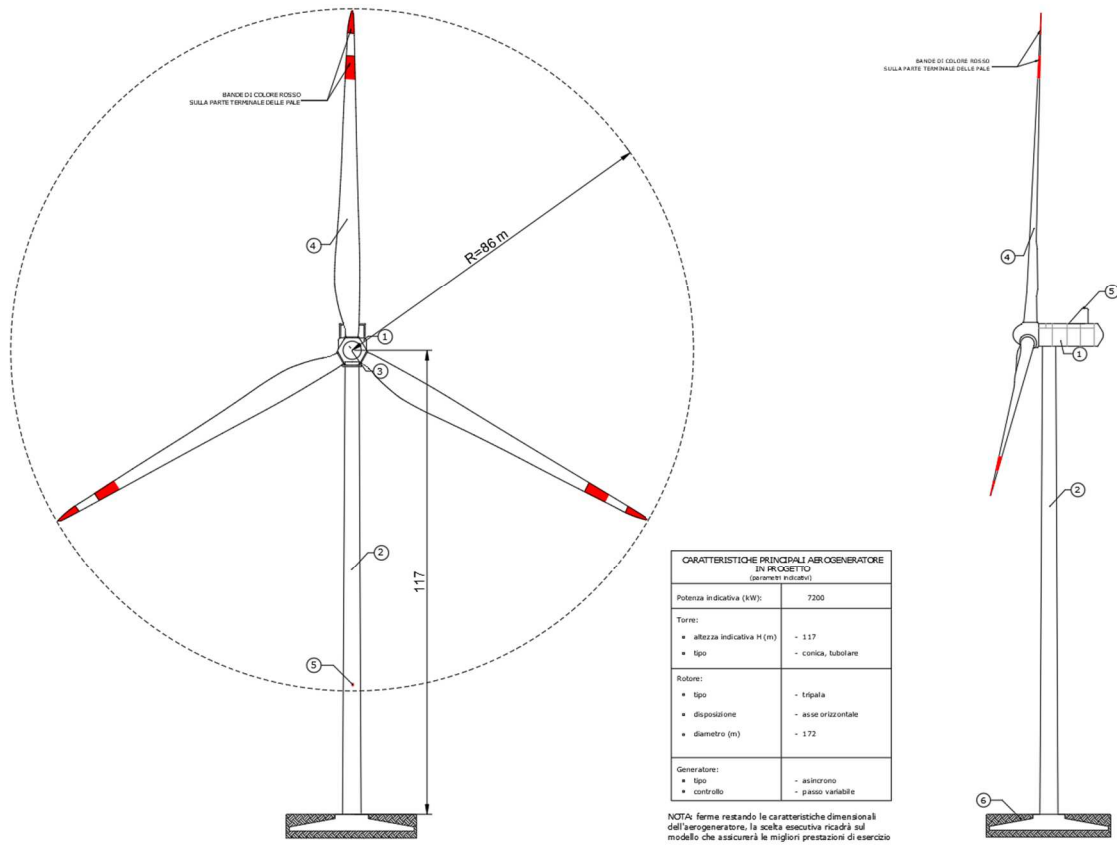 BANDE DI COLORE ROSSO
SULLA PARTE TERMINALE DELLE PALE
4
R=86 m
1
3
2
117
5
BANDE DI COLORE ROSSO
SULLA PARTE TERMINALE DELLE PALE
4
5
1
2
6
CARATTERISTICHE PRINCIPALI AEROGENERATORE
IN PROGETTO
(parametri indicativi)
Potenza indicativa (kW): 7200
Torre:
▪ altezza indicativa H (m) - 117
▪ tipo - conica, tubolare
Rotore:
▪ tipo - tripala
▪ disposizione - asse orizzontale
▪ diametro (m) - 172
Generatore:
▪ tipo - asincrono
▪ controllo - passo variabile
NOTA: ferme restando le caratteristiche dimensionali
dell'aerogeneratore, la scelta esecutiva ricadrà sul
modello che assicurerà le migliori prestazioni di esercizio